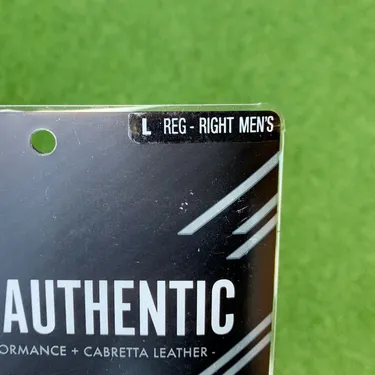 L REG - RIGHT MEN'S
AUTHENTIC
ORMANCE + CABRETTA LEATHER -